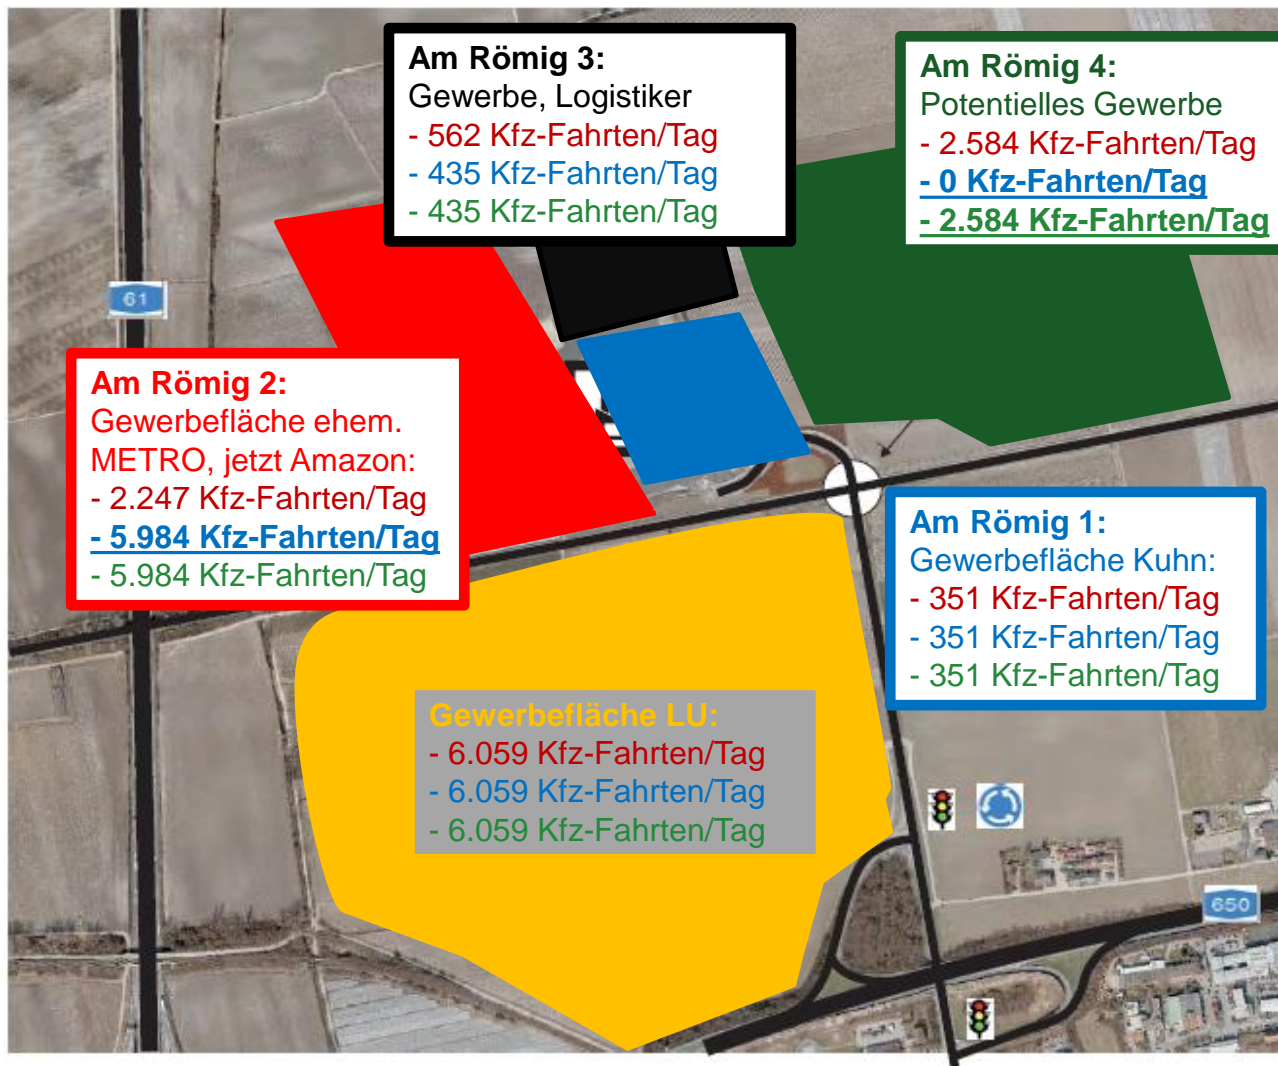 Am Römig 3:
Gewerbe, Logistiker
- 562 Kfz-Fahrten/Tag
- 435 Kfz-Fahrten/Tag
- 435 Kfz-Fahrten/Tag
Am Römig 4:
Potentielles Gewerbe
- 2.584 Kfz-Fahrten/Tag
- 0 Kfz-Fahrten/Tag
- 2.584 Kfz-Fahrten/Tag
61
Am Römig 2:
Gewerbefläche ehem.
METRO, jetzt Amazon:
- 2.247 Kfz-Fahrten/Tag
- 5.984 Kfz-Fahrten/Tag
- 5.984 Kfz-Fahrten/Tag
Am Römig 1:
Gewerbefläche Kuhn:
- 351 Kfz-Fahrten/Tag
- 351 Kfz-Fahrten/Tag
- 351 Kfz-Fahrten/Tag
Gewerbefläche LU:
- 6.059 Kfz-Fahrten/Tag
- 6.059 Kfz-Fahrten/Tag
- 6.059 Kfz-Fahrten/Tag
650